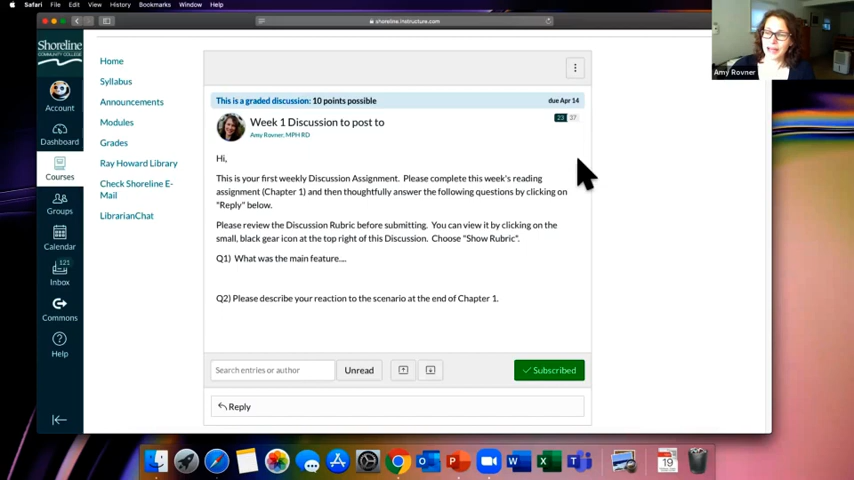 Safari File Edit View History Bookmarks Window Help
shoreline.instructure.com
Amy Rovner
Shoreline
COMMUNITY COLLEGE
Account
Dashboard
Courses
Groups
Calendar
121
Inbox
Commons
Help
Home
Syllabus
Announcements
Modules
Grades
Ray Howard Library
Check Shoreline E-
Mail
LibrarianChat
This is a graded discussion: 10 points possible
due Apr 14
Week 1 Discussion to post to
23 37
Amy Rovner, MPH RD
Hi,
This is your first weekly Discussion Assignment. Please complete this week's reading
assignment (Chapter 1) and then thoughtfully answer the following questions by clicking on
"Reply" below.
Please review the Discussion Rubric before submitting. You can view it by clicking on the
small, black gear icon at the top right of this Discussion. Choose "Show Rubric".
Q1) What was the main feature....
Q2) Please describe your reaction to the scenario at the end of Chapter 1.
Search entries or author
Unread
Subscribed
Reply
19